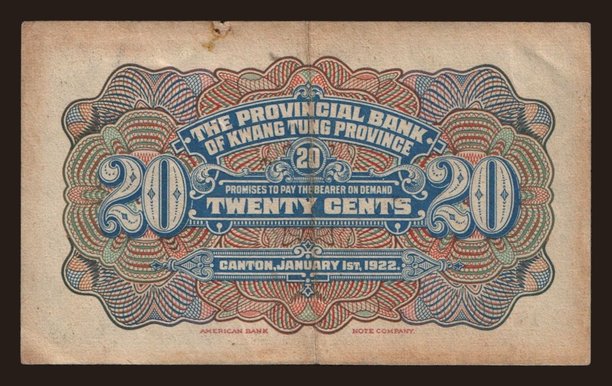 THE PROVINCIAL BANK
OF KWANG TUNG PROVINCE
20
PROMISES TO PAY THE BEARER ON DEMAND
20 TWENTY CENTS 20
CANTON, JANUARY 1ST, 1922.
AMERICAN BANK NOTE COMPANY.